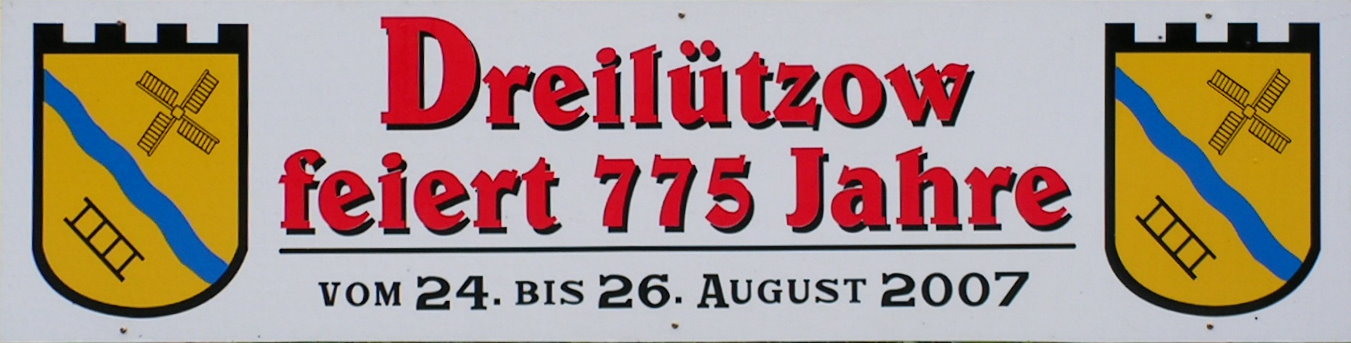 Dreilützow
feiert 775 Jahre
VOM 24. BIS 26. AUGUST 2007